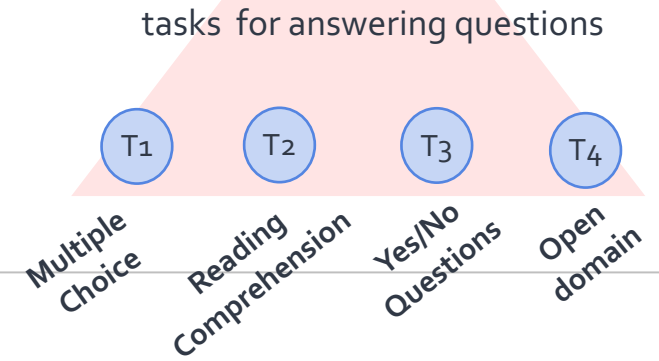 tasks for answering questions
T1
T2
T3
T4
Multiple
Choice
Reading
Comprehension
Yes/No
Questions
Open
domain